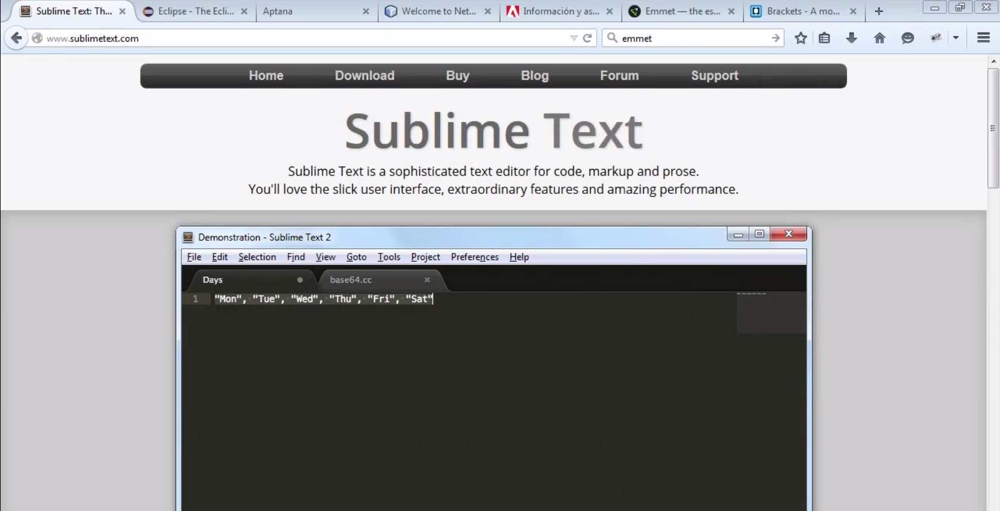 Sublime Text: Th... Eclipse - The Ecli... Aptana Welcome to Net... Información y as... Emmet — the es... Brackets - A mo...
www.sublimetext.com emmet
Home Download Buy Blog Forum Support
Sublime Text
Sublime Text is a sophisticated text editor for code, markup and prose.
You'll love the slick user interface, extraordinary features and amazing performance.
Demonstration - Sublime Text 2
File Edit Selection Find View Goto Tools Project Preferences Help
Days base64.cc
1 "Mon", "Tue", "Wed", "Thu", "Fri", "Sat"